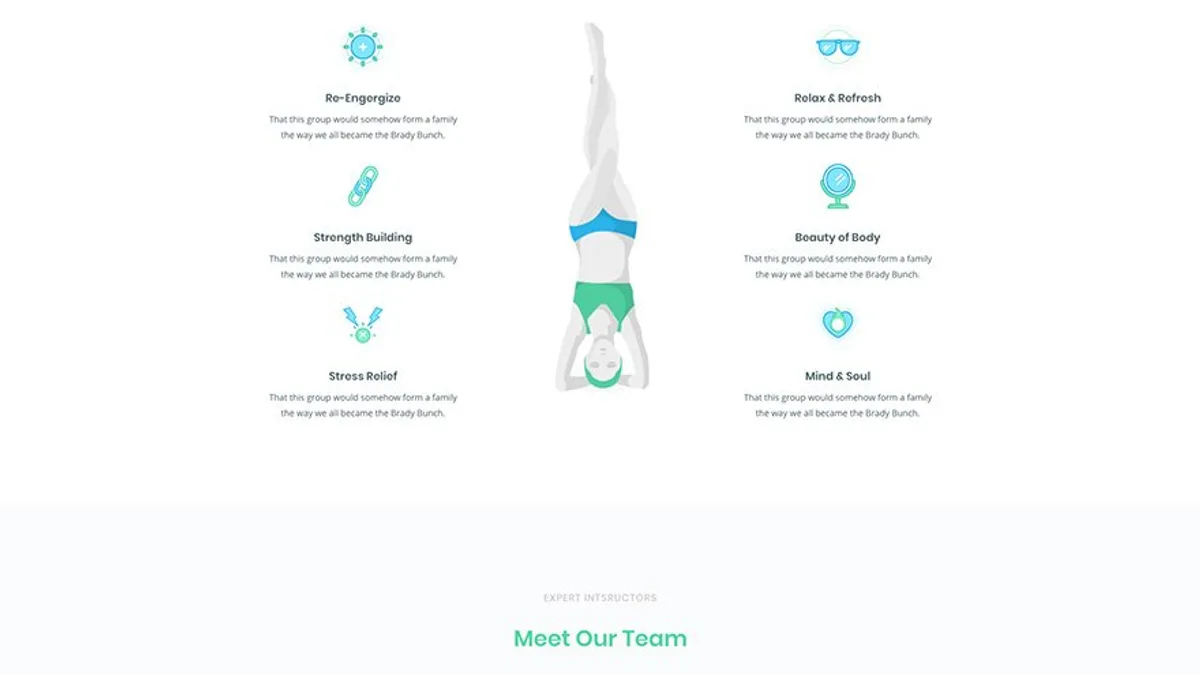 Re-Engergize
That this group would somehow form a family
the way we all became the Brady Bunch.
Relax & Refresh
That this group would somehow form a family
the way we all became the Brady Bunch.
Strength Building
That this group would somehow form a family
the way we all became the Brady Bunch.
Beauty of Body
That this group would somehow form a family
the way we all became the Brady Bunch.
Stress Relief
That this group would somehow form a family
the way we all became the Brady Bunch.
Mind & Soul
That this group would somehow form a family
the way we all became the Brady Bunch.
EXPERT INTSRUCTORS
Meet Our Team